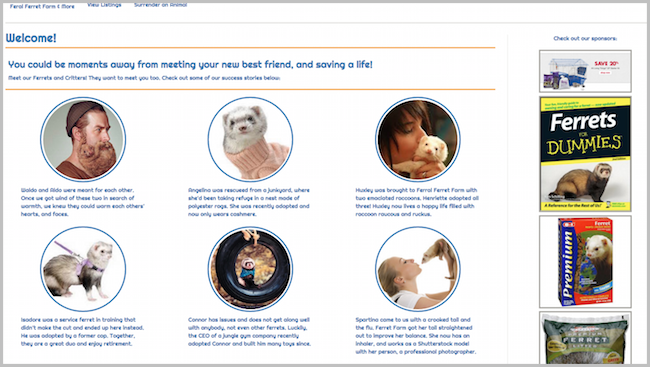 Feral Ferret Farm & More
View Listings
Surrender an Animal
Welcome!
You could be moments away from meeting your new best friend, and saving a life!
Meet our Ferrets and Critters! They want to meet you too. Check out some of our success stories below:
Waldo and Aldo were meant for each other.
Once we got wind of these two in search of
warmth, we knew they could warm each others'
hearts, and faces.
Angelina was rescued from a junkyard, where
she'd been taking refuge in a nest made of
polyester rags. She was recently adopted and
now only wears cashmere.
Huxley was brought to Ferral Ferret Farm with
two emaciated raccoons. Henrietta adopted all
three! Huxley now lives a happy life filled with
raccoon raucous and ruckus.
Isadore was a service ferret in training that
didn't make the cut and ended up here instead.
He was adopted by a former cop. Together,
they are a great duo and enjoy retirement.
Connor has issues and does not get along well
with anybody, not even other ferrets. Luckily,
the CEO of a jungle gym company recently
adopted Connor and built him many toys since.
Spartina came to us with a crooked tail and
the flu. Ferret Farm got her tail straightened
out to improve her balance. She now has an
inhaler, and works as a Shutterstock model
with her person, a professional photographer.
Check out our sponsors:
SAVE 20%
Ferrets
FOR
DUMMIES
A Reference for the Rest of Us!
Ferret
Premium
FERRET